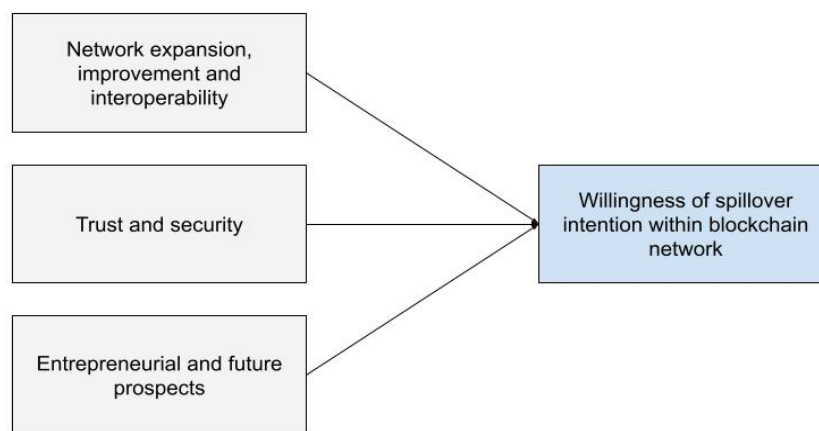 Network expansion,
improvement and
interoperability
Trust and security
Entrepreneurial and future
prospects
Willingness of spillover
intention within blockchain
network